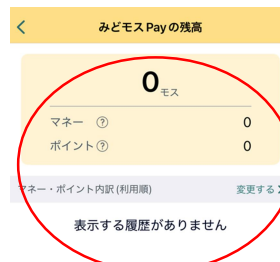 みどモス Payの残高
0 モス
マネー ? 0
ポイント ? 0
マネー・ポイント内訳 (利用順) 変更する
表示する履歴がありません